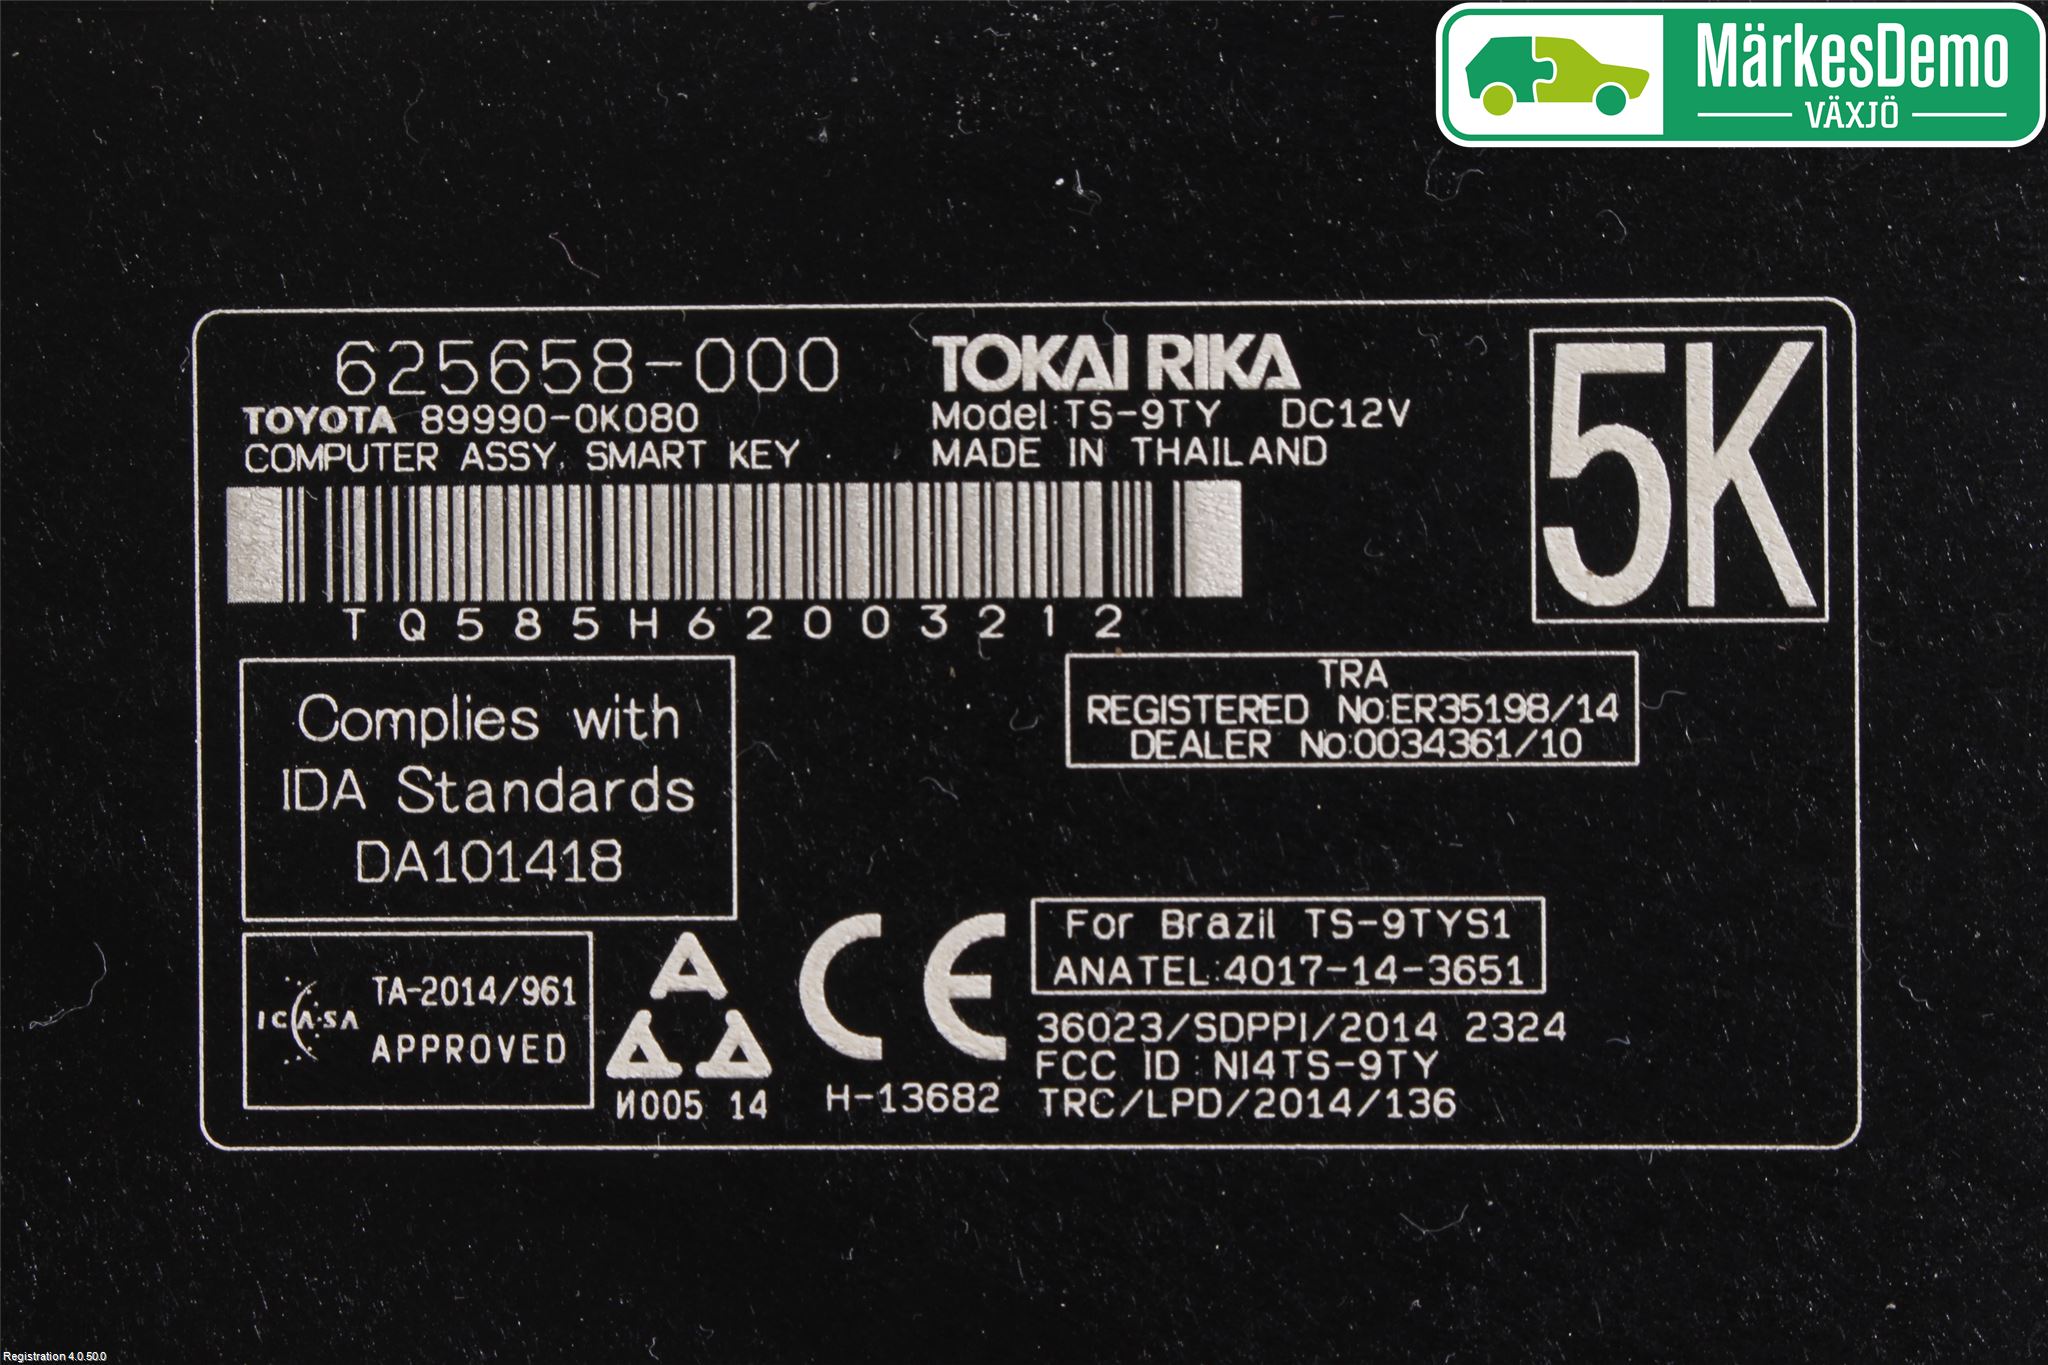 MärkesDemo
VÄXJÖ
625658-000
TOYOTA 89990-0K080
COMPUTER ASSY, SMART KEY
TOKAI RIKA
Model:TS-9TY DC12V
MADE IN THAILAND
5K
TQ585H62003212
TRA
REGISTERED No:ER35198/14
DEALER No:0034361/10
Complies with
IDA Standards
DA101418
ICASA
TA-2014/961
APPROVED
И005 14
CE
H-13682
For Brazil TS-9TYS1
ANATEL:4017-14-3651
36023/SDPPI/2014 2324
FCC ID : NI4TS-9TY
TRC/LPD/2014/136
Registration 4.0.50.0